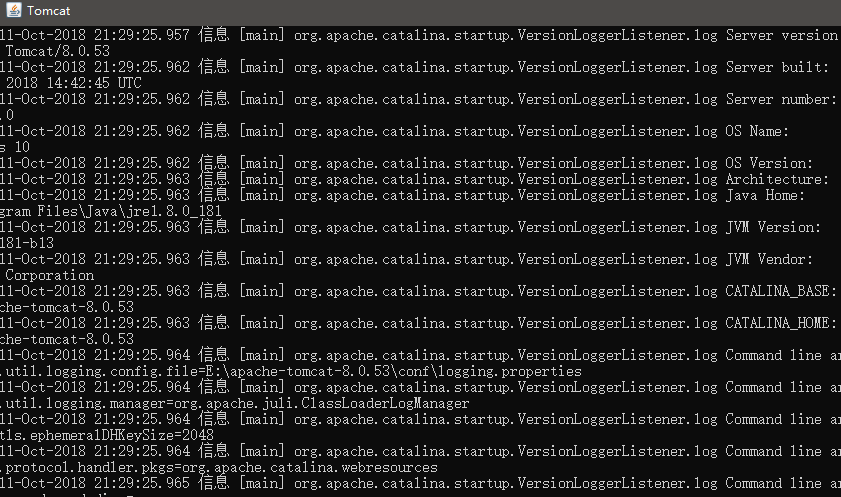 Tomcat
11-Oct-2018 21:29:25.957 信息 [main] org.apache.catalina.startup.VersionLoggerListener.log Server version
Tomcat/8.0.53
11-Oct-2018 21:29:25.962 信息 [main] org.apache.catalina.startup.VersionLoggerListener.log Server built:
2018 14:42:45 UTC
11-Oct-2018 21:29:25.962 信息 [main] org.apache.catalina.startup.VersionLoggerListener.log Server number:
.0
11-Oct-2018 21:29:25.962 信息 [main] org.apache.catalina.startup.VersionLoggerListener.log OS Name:
s 10
11-Oct-2018 21:29:25.962 信息 [main] org.apache.catalina.startup.VersionLoggerListener.log OS Version:
11-Oct-2018 21:29:25.963 信息 [main] org.apache.catalina.startup.VersionLoggerListener.log Architecture:
11-Oct-2018 21:29:25.963 信息 [main] org.apache.catalina.startup.VersionLoggerListener.log Java Home:
gram Files\Java\jre1.8.0_181
11-Oct-2018 21:29:25.963 信息 [main] org.apache.catalina.startup.VersionLoggerListener.log JVM Version:
181-b13
11-Oct-2018 21:29:25.963 信息 [main] org.apache.catalina.startup.VersionLoggerListener.log JVM Vendor:
Corporation
11-Oct-2018 21:29:25.963 信息 [main] org.apache.catalina.startup.VersionLoggerListener.log CATALINA_BASE:
che-tomcat-8.0.53
11-Oct-2018 21:29:25.963 信息 [main] org.apache.catalina.startup.VersionLoggerListener.log CATALINA_HOME:
che-tomcat-8.0.53
11-Oct-2018 21:29:25.964 信息 [main] org.apache.catalina.startup.VersionLoggerListener.log Command line ar
.util.logging.config.file=E:\apache-tomcat-8.0.53\conf\logging.properties
11-Oct-2018 21:29:25.964 信息 [main] org.apache.catalina.startup.VersionLoggerListener.log Command line ar
.util.logging.manager=org.apache.juli.ClassLoaderLogManager
11-Oct-2018 21:29:25.964 信息 [main] org.apache.catalina.startup.VersionLoggerListener.log Command line ar
tls.ephemeralDHKeySize=2048
11-Oct-2018 21:29:25.964 信息 [main] org.apache.catalina.startup.VersionLoggerListener.log Command line ar
.protocol.handler.pkgs=org.apache.catalina.webresources
11-Oct-2018 21:29:25.965 信息 [main] org.apache.catalina.startup.VersionLoggerListener.log Command line ar